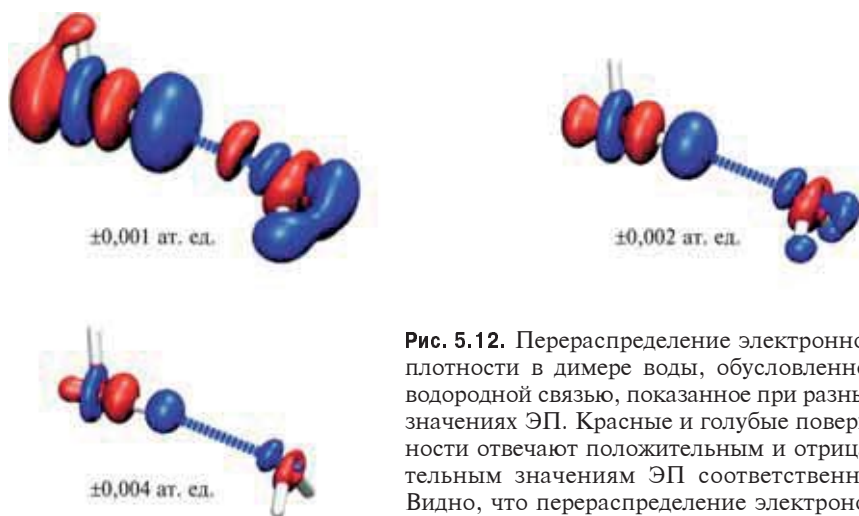 ±0,001 ат. ед.
±0,002 ат. ед.
±0,004 ат. ед.
Рис. 5.12. Перераспределение электронно
плотности в димере воды, обусловленно
водородной связью, показанное при разны
значениях ЭП. Красные и голубые повер
ности отвечают положительным и отрица
тельным значениям ЭП соответственн
Видно, что перераспределение электроно